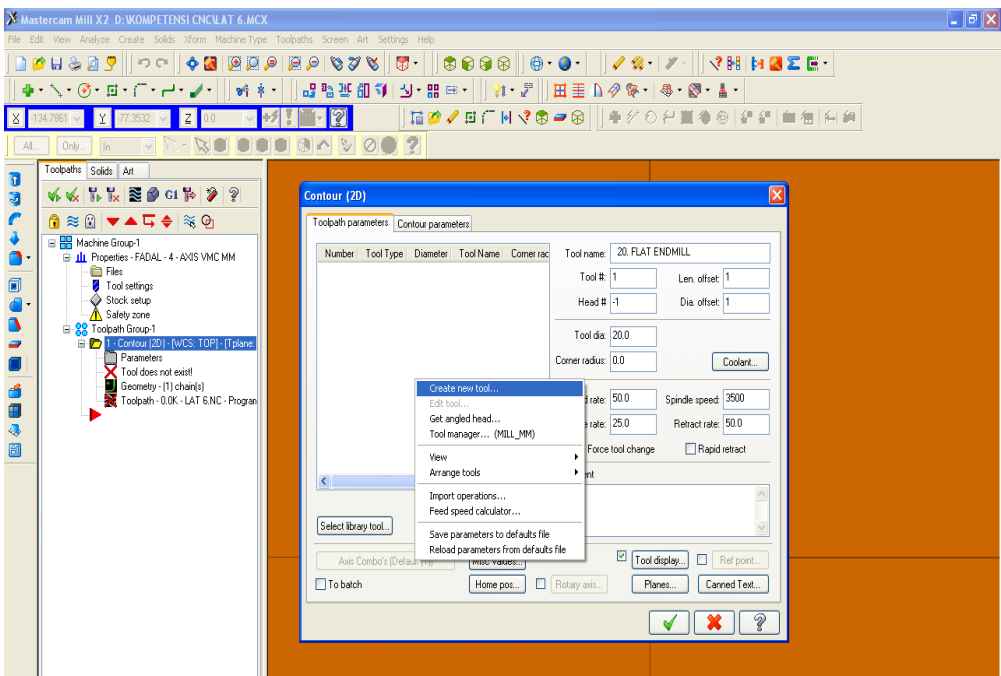 Mastercam Mill X2 D:\KOMPETENSI CNC\LAT 6.MCX
File Edit View Analyze Create Solids Xform Machine Type Toolpaths Screen Art Settings Help
X -134.7861 Y -77.3532 Z 0.0
All... Only... In
Toolpaths Solids Art
G1
Machine Group-1
Properties - FADAL - 4 - AXIS VMC MM
Files
Tool settings
Stock setup
Safety zone
Toolpath Group-1
1 - Contour (2D) - [WCS: TOP] - [Tplane:
Parameters
Tool does not exist!
Geometry - (1) chain(s)
Toolpath - 0.0K - LAT 6.NC - Program
Contour (2D)
Toolpath parameters Contour parameters
Number Tool Type Diameter Tool Name Corner rac
Tool name: 20. FLAT ENDMILL
Tool #: 1 Len. offset: 1
Head # -1 Dia. offset: 1
Tool dia: 20.0
Corner radius: 0.0 Coolant...
rate: 50.0 Spindle speed: 3500
rate: 25.0 Retract rate: 50.0
Force tool change Rapid retract
Create new tool...
Edit tool...
Get angled head...
Tool manager... (MILL_MM)
View
Arrange tools
Import operations...
Feed speed calculator...
Save parameters to defaults file
Reload parameters from defaults file
Select library tool...
Axis Combo's (Default (1)) Misc values... Tool display... Ref point...
To batch Home pos... Rotary axis... Planes... Canned Text...